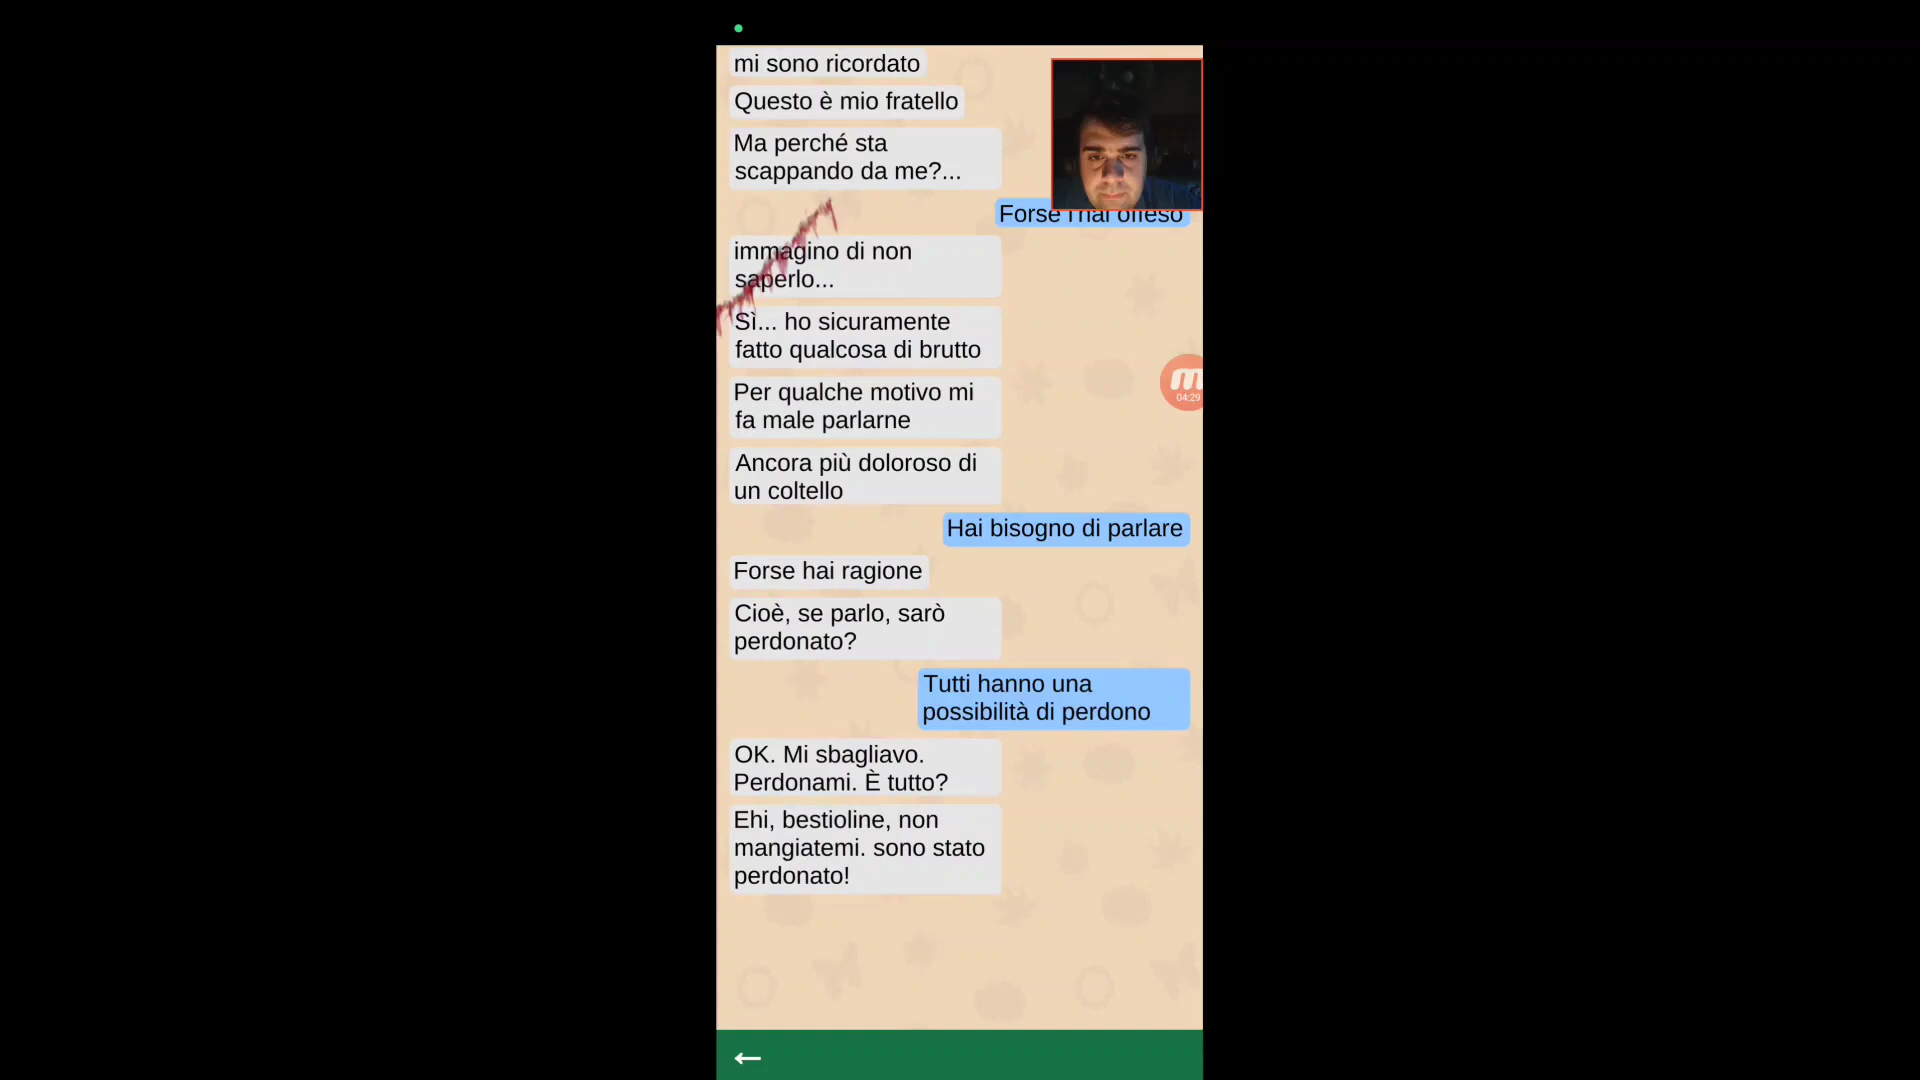 mi sono ricordato
Questo è mio fratello
Ma perché sta
scappando da me?...
Forse l'hai offeso
immagino di non
saperlo...
Sì... ho sicuramente
fatto qualcosa di brutto
Per qualche motivo mi
fa male parlarne
Ancora più doloroso di
un coltello
Hai bisogno di parlare
Forse hai ragione
Cioè, se parlo, sarò
perdonato?
Tutti hanno una
possibilità di perdono
OK. Mi sbagliavo.
Perdonami. È tutto?
Ehi, bestioline, non
mangiatemi. sono stato
perdonato!
m
04:29